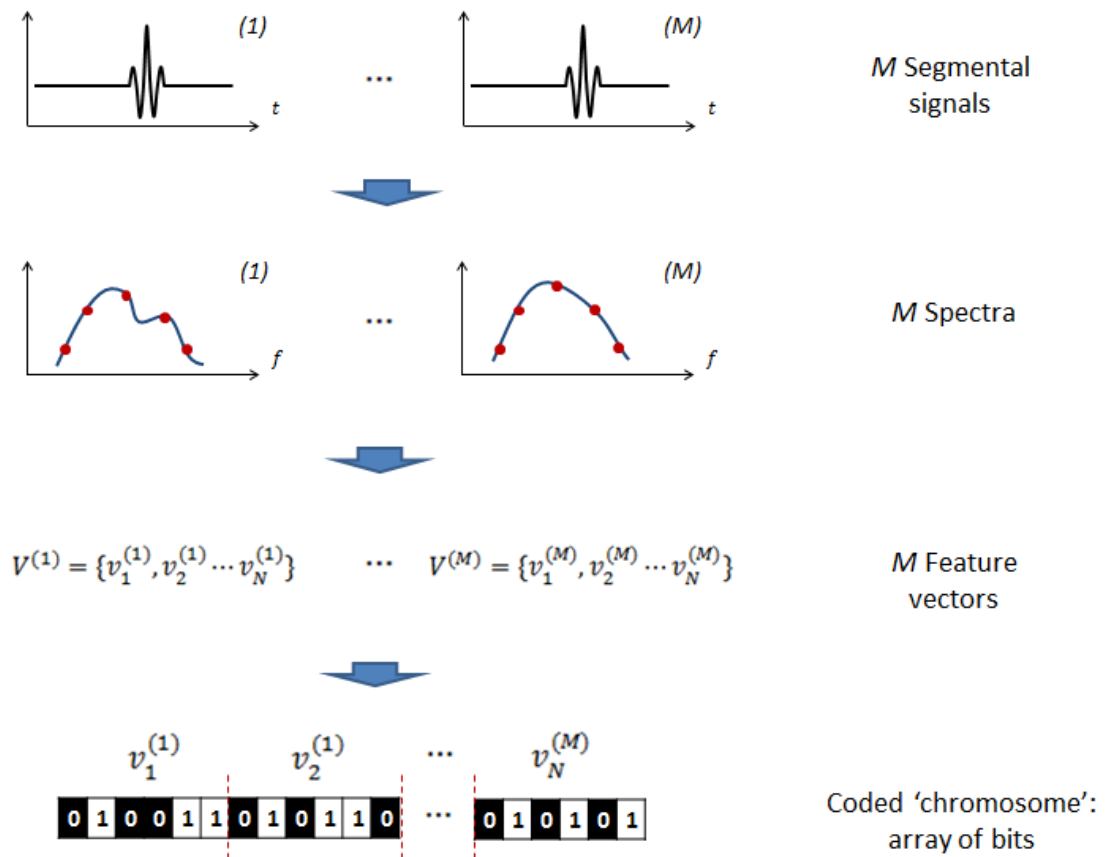 (1)
t
...
(M)
t
M Segmental
signals
(1)
f
...
(M)
f
M Spectra
V^{(1)} = {v_1^{(1)}, v_2^{(1)} ⋯ v_N^{(1)}}
...
V^{(M)} = {v_1^{(M)}, v_2^{(M)} ⋯ v_N^{(M)}}
M Feature
vectors
v_1^{(1)}
v_2^{(1)}
...
v_N^{(M)}
0 1 0 0 1 1 0 1 0 1 1 0 ... 0 1 0 1 0 1
Coded ‘chromosome’:
array of bits